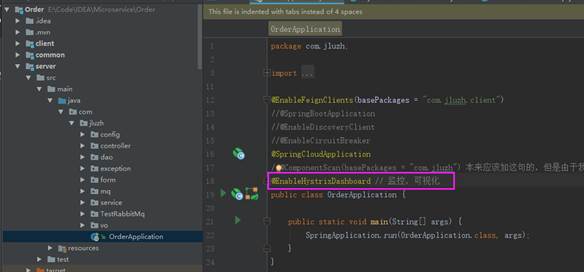 Order E:\Code\IDEA\Microservice\Order
.idea
.mvn
client
common
server
src
main
java
com
jluzh
config
controller
dao
exception
form
mq
service
TestRabbitMq
vo
OrderApplication
resources
test
target
This file is indented with tabs instead of 4 spaces
OrderApplication
1 package com.jluzh;
3 import ...
12 @EnableFeignClients(basePackages = "com.jluzh.client")
13 //@SpringBootApplication
14 //@EnableDiscoveryClient
15 //@EnableCircuitBreaker
16 @SpringCloudApplication
17 //@ComponentScan(basePackages = "com.jluzh") 本来应该加这句的，但是由于我
18 @EnableHystrixDashboard // 监控，可视化
19 public class OrderApplication {
20
21 public static void main(String[] args) {
22 SpringApplication.run(OrderApplication.class, args);
23 }
24